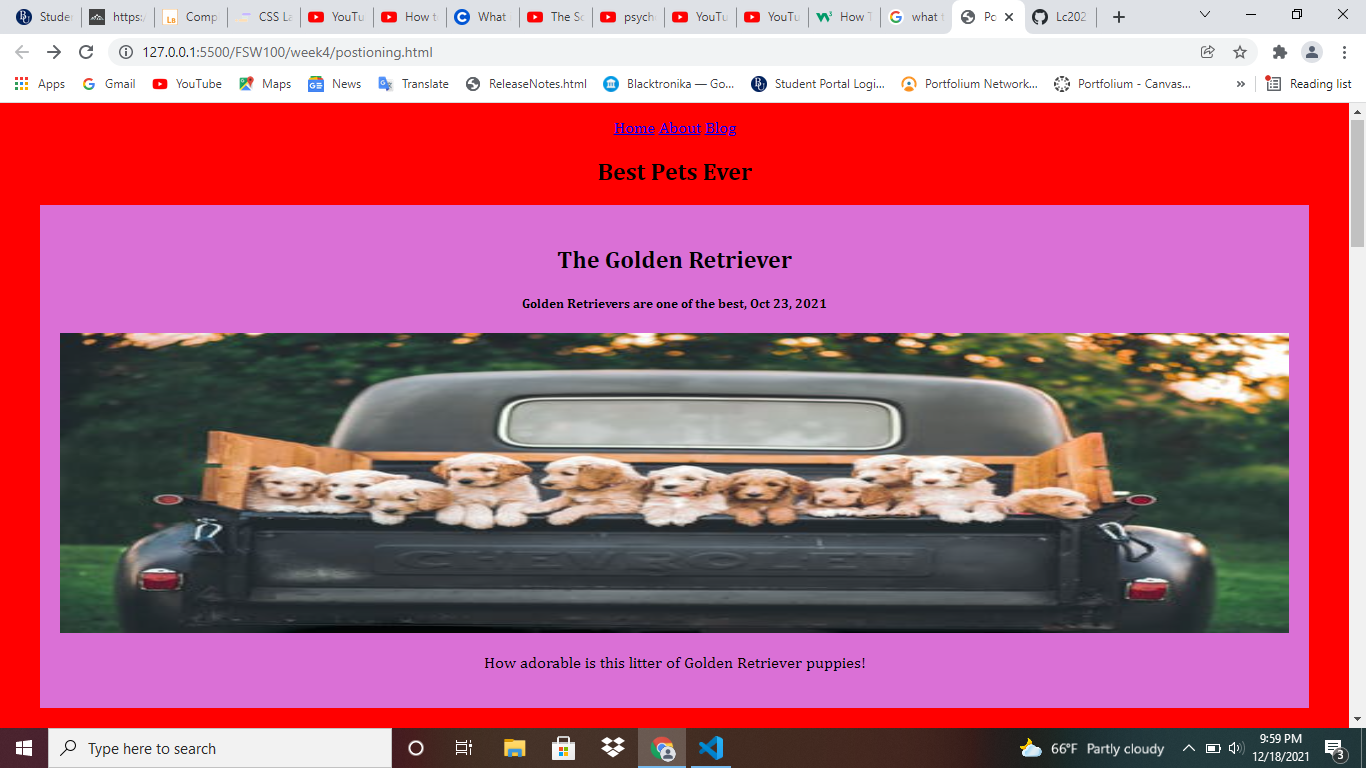 Stude https:/ Comp CSS La YouTu How t What The Sc psych YouTu YouTu How T what t Po Lc202
127.0.0.1:5500/FSW100/week4/postioning.html
Apps Gmail YouTube Maps News Translate ReleaseNotes.html Blacktronika — Go... Student Portal Logi... Portfolium Network... Portfolium - Canvas... » Reading list
Home About Blog
Best Pets Ever
The Golden Retriever
Golden Retrievers are one of the best, Oct 23, 2021
CHEVROLET
How adorable is this litter of Golden Retriever puppies!
Type here to search
66°F Partly cloudy
9:59 PM
12/18/2021
3